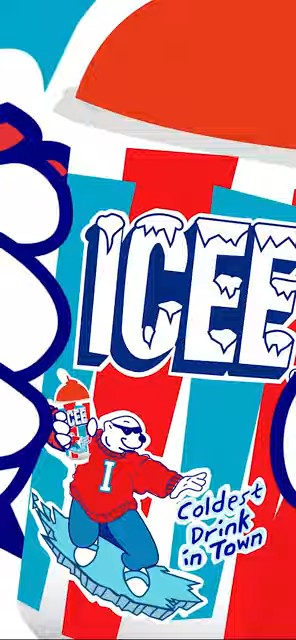 ICEE
ICEE
I
Coldest
Drink
in Town